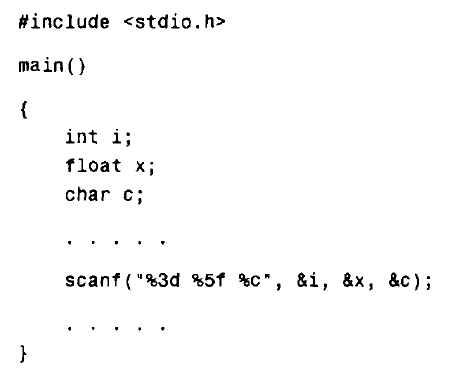 #include <stdio.h>
main()
{
int i;
float x;
char c;
. . . . .
scanf("%3d %5f %c", &i, &x, &c);
. . . . .
}